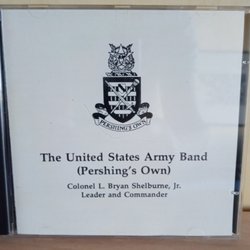 PERSHING'S OWN
The United States Army Band
(Pershing's Own)
Colonel L. Bryan Shelburne, Jr.
Leader and Commander